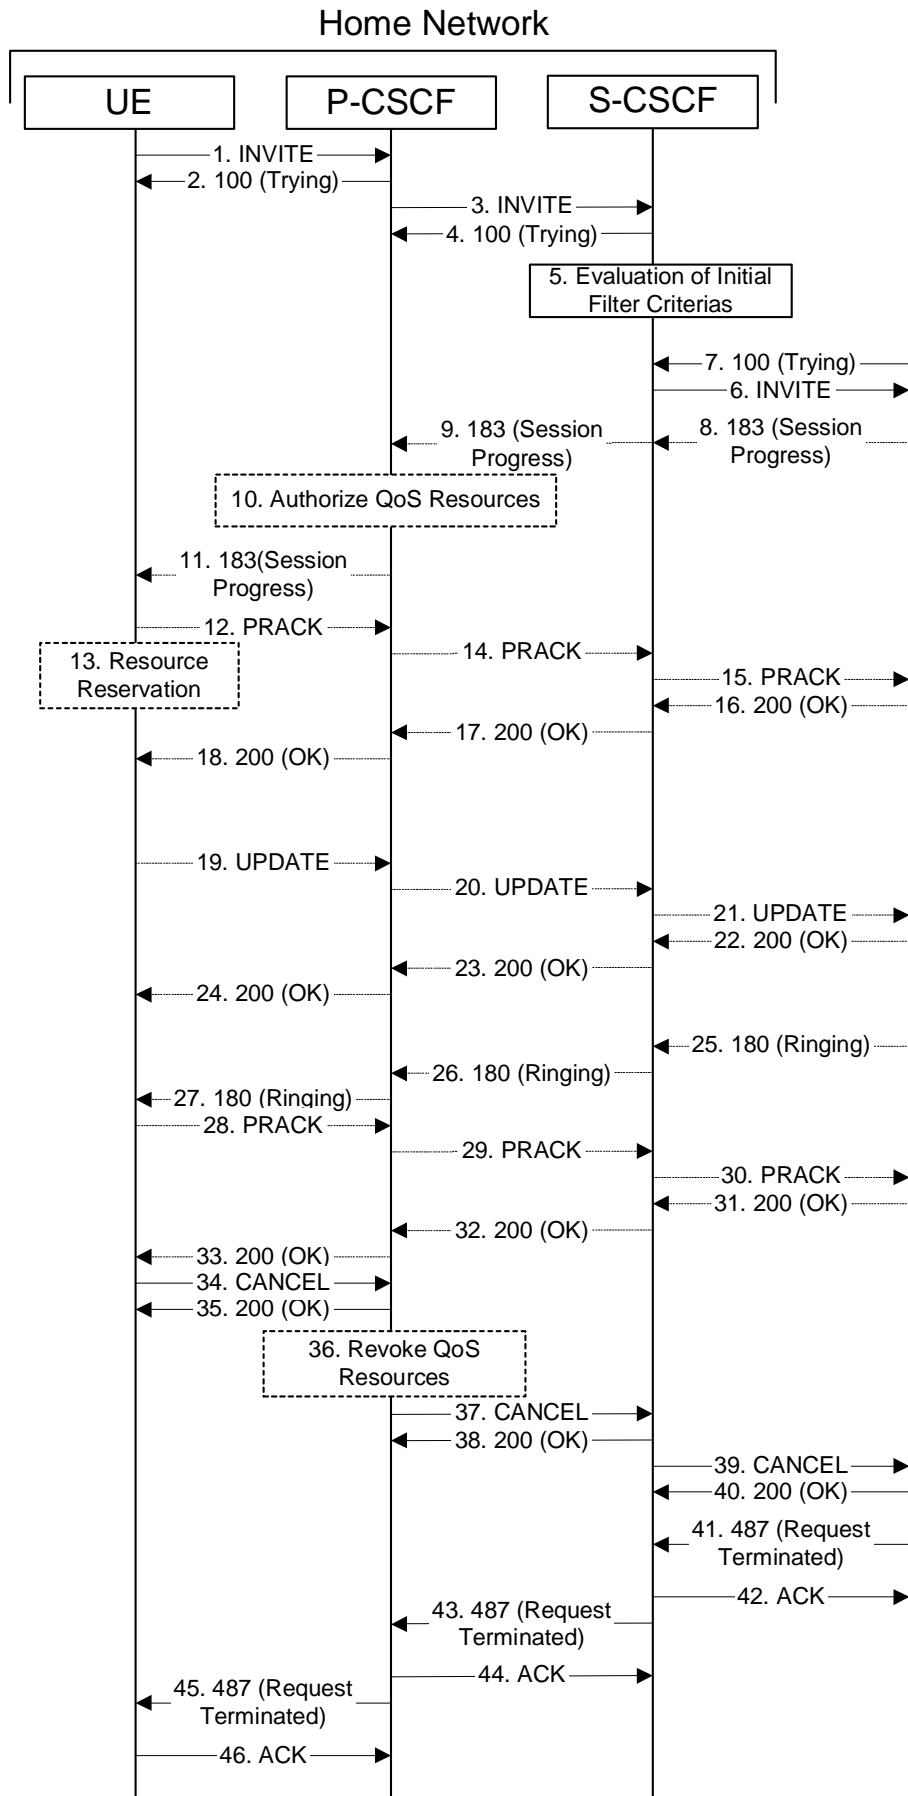 Home Network
UE
P-CSCF
S-CSCF
1. INVITE
2. 100 (Trying)
3. INVITE
4. 100 (Trying)
5. Evaluation of Initial
Filter Criterias
7. 100 (Trying)
6. INVITE
9. 183 (Session
Progress)
8. 183 (Session
Progress)
10. Authorize QoS Resources
11. 183(Session
Progress)
12. PRACK
13. Resource
Reservation
14. PRACK
15. PRACK
16. 200 (OK)
17. 200 (OK)
18. 200 (OK)
19. UPDATE
20. UPDATE
21. UPDATE
22. 200 (OK)
23. 200 (OK)
24. 200 (OK)
25. 180 (Ringing)
26. 180 (Ringing)
27. 180 (Ringing)
28. PRACK
29. PRACK
30. PRACK
31. 200 (OK)
32. 200 (OK)
33. 200 (OK)
34. CANCEL
35. 200 (OK)
36. Revoke QoS
Resources
37. CANCEL
38. 200 (OK)
39. CANCEL
40. 200 (OK)
41. 487 (Request
Terminated)
42. ACK
43. 487 (Request
Terminated)
44. ACK
45. 487 (Request
Terminated)
46. ACK